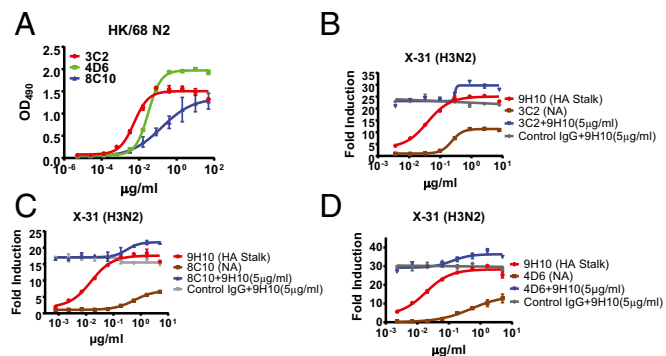 A
HK/68 N2
3C2
4D6
8C10
OD490
2.5
2.0
1.5
1.0
0.5
0.0
10-6 10-4 10-2 100 102
µg/ml
B
X-31 (H3N2)
Fold Induction
35
30
25
20
15
10
5
0
10-3 10-2 10-1 100 101
µg/ml
9H10 (HA Stalk)
3C2 (NA)
3C2+9H10(5µg/ml)
Control IgG+9H10(5µg/ml)
C
X-31 (H3N2)
Fold Induction
25
20
15
10
5
0
10-3 10-2 10-1 100 101
µg/ml
9H10 (HA Stalk)
8C10 (NA)
8C10+9H10(5µg/ml)
Control IgG+9H10(5µg/ml)
D
X-31 (H3N2)
Fold Induction
40
30
20
10
0
10-3 10-2 10-1 100 101
µg/ml
9H10 (HA Stalk)
4D6 (NA)
4D6+9H10(5µg/ml)
Control IgG+9H10(5µg/ml)